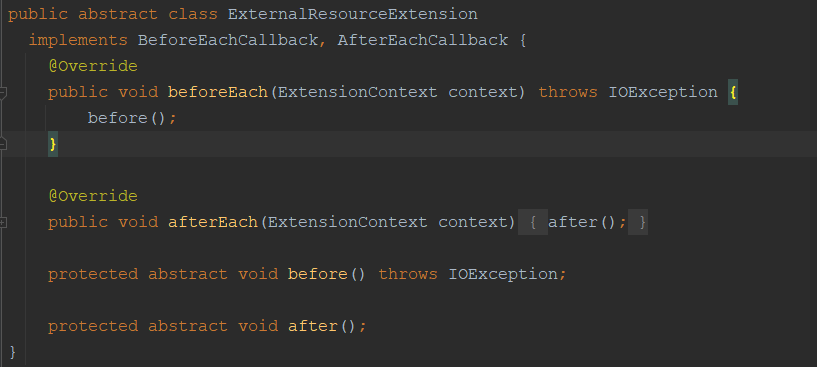 public abstract class ExternalResourceExtension
  implements BeforeEachCallback, AfterEachCallback {
    @Override
    public void beforeEach(ExtensionContext context) throws IOException {
        before();
    }

    @Override
    public void afterEach(ExtensionContext context) { after(); }

    protected abstract void before() throws IOException;

    protected abstract void after();
}